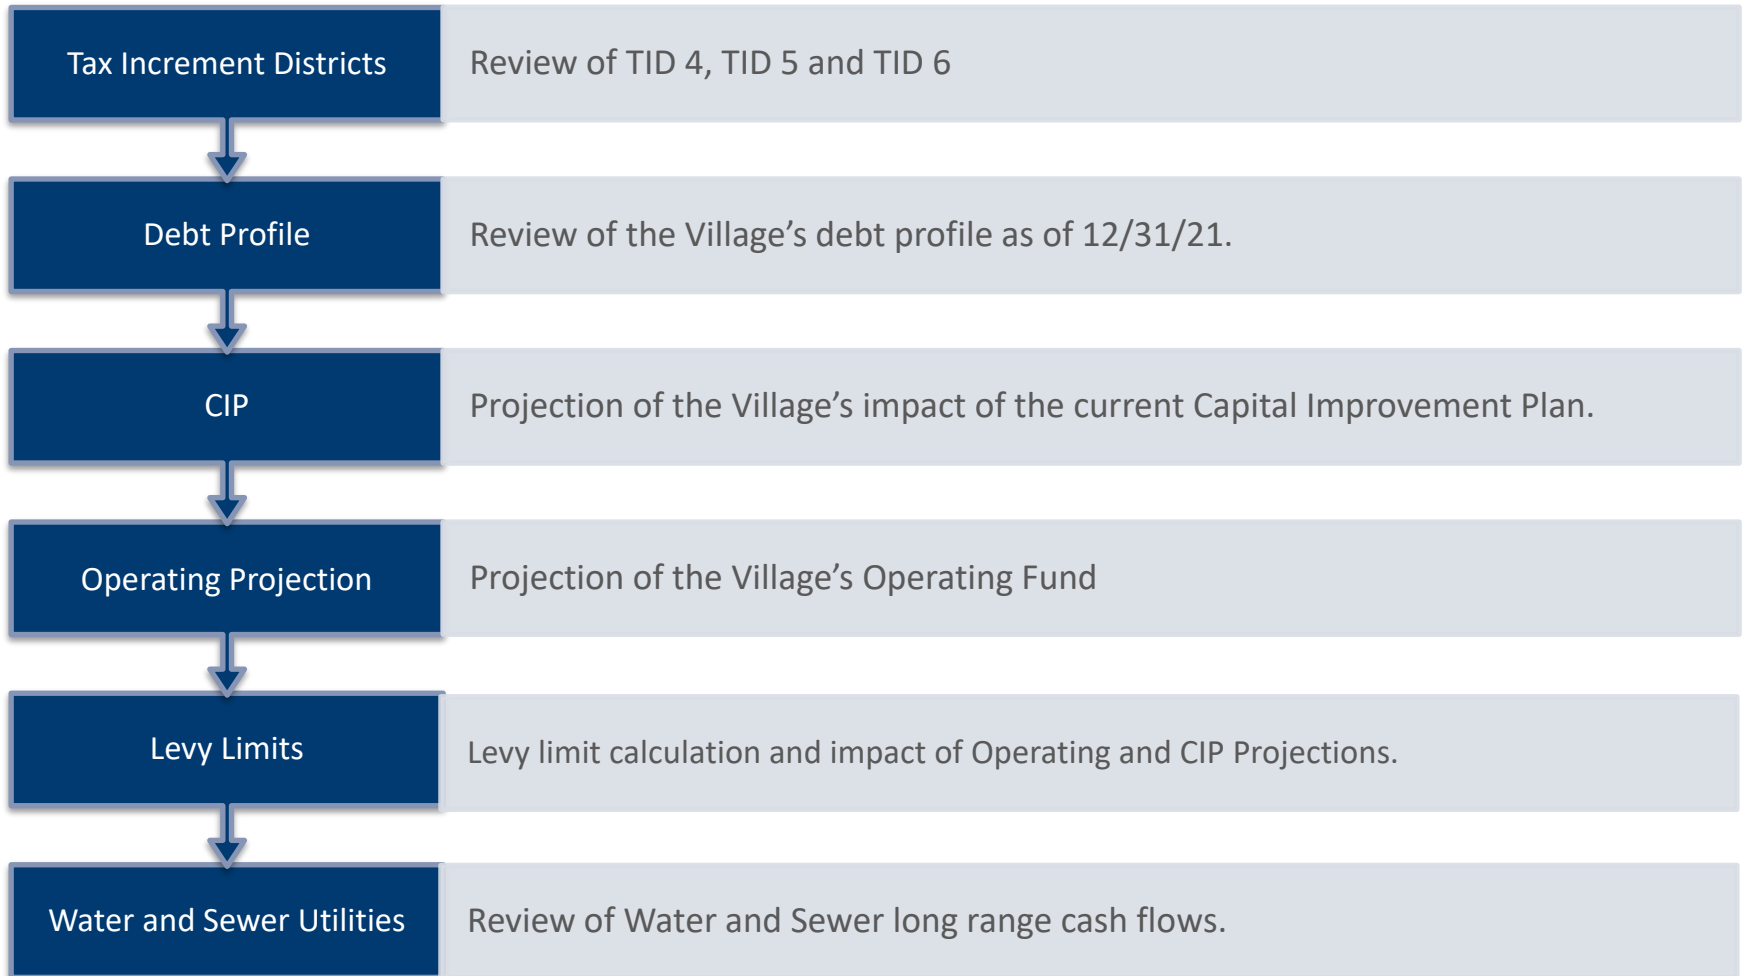 Tax Increment Districts
Review of TID 4, TID 5 and TID 6
Debt Profile
Review of the Village’s debt profile as of 12/31/21.
CIP
Projection of the Village’s impact of the current Capital Improvement Plan.
Operating Projection
Projection of the Village’s Operating Fund
Levy Limits
Levy limit calculation and impact of Operating and CIP Projections.
Water and Sewer Utilities
Review of Water and Sewer long range cash flows.